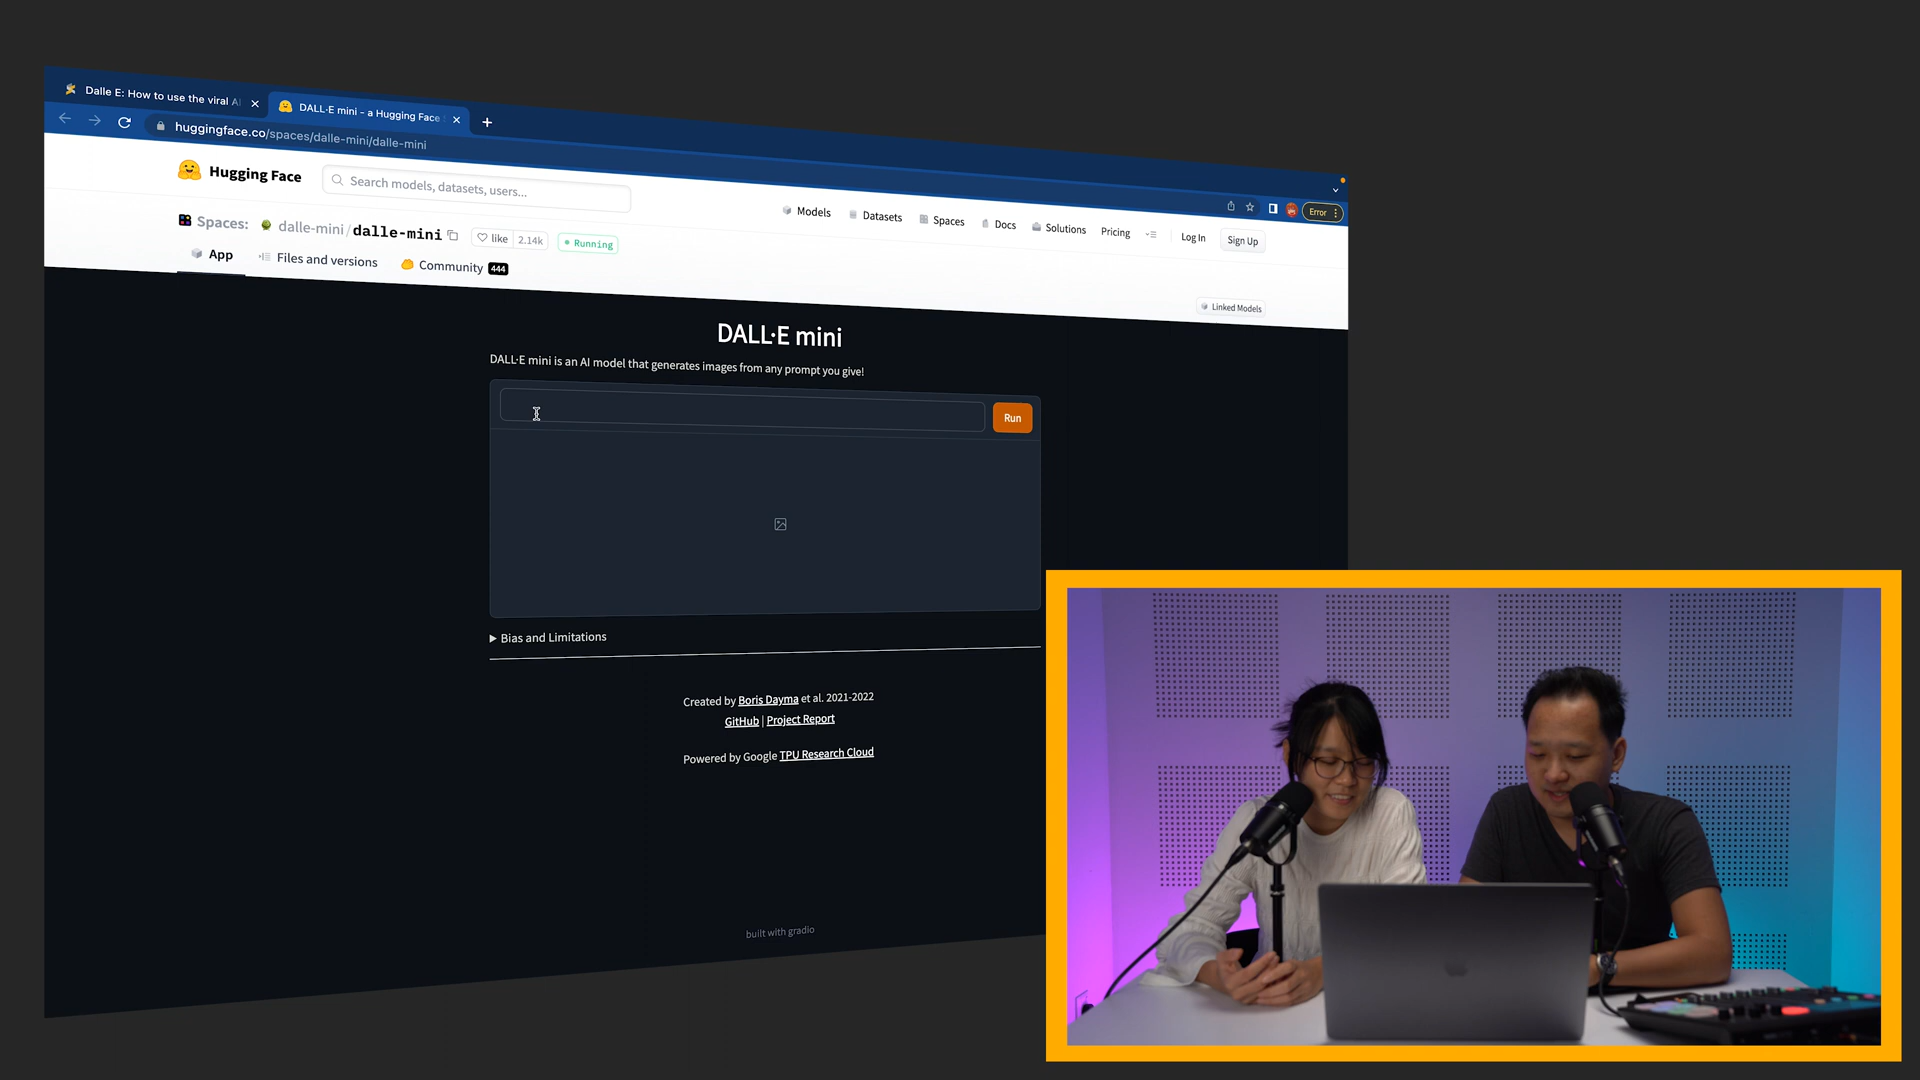 Dalle E: How to use the viral AI
DALL·E mini - a Hugging Face
huggingface.co/spaces/dalle-mini/dalle-mini
Error
Hugging Face
Search models, datasets, users...
Models
Datasets
Spaces
Docs
Solutions
Pricing
Log In
Sign Up
Spaces:
dalle-mini/dalle-mini
like
2.14k
Running
App
Files and versions
Community
444
Linked Models
DALL·E mini
DALL·E mini is an AI model that generates images from any prompt you give!
Run
Bias and Limitations
Created by Boris Dayma et al. 2021-2022
GitHub | Project Report
Powered by Google TPU Research Cloud
built with gradio